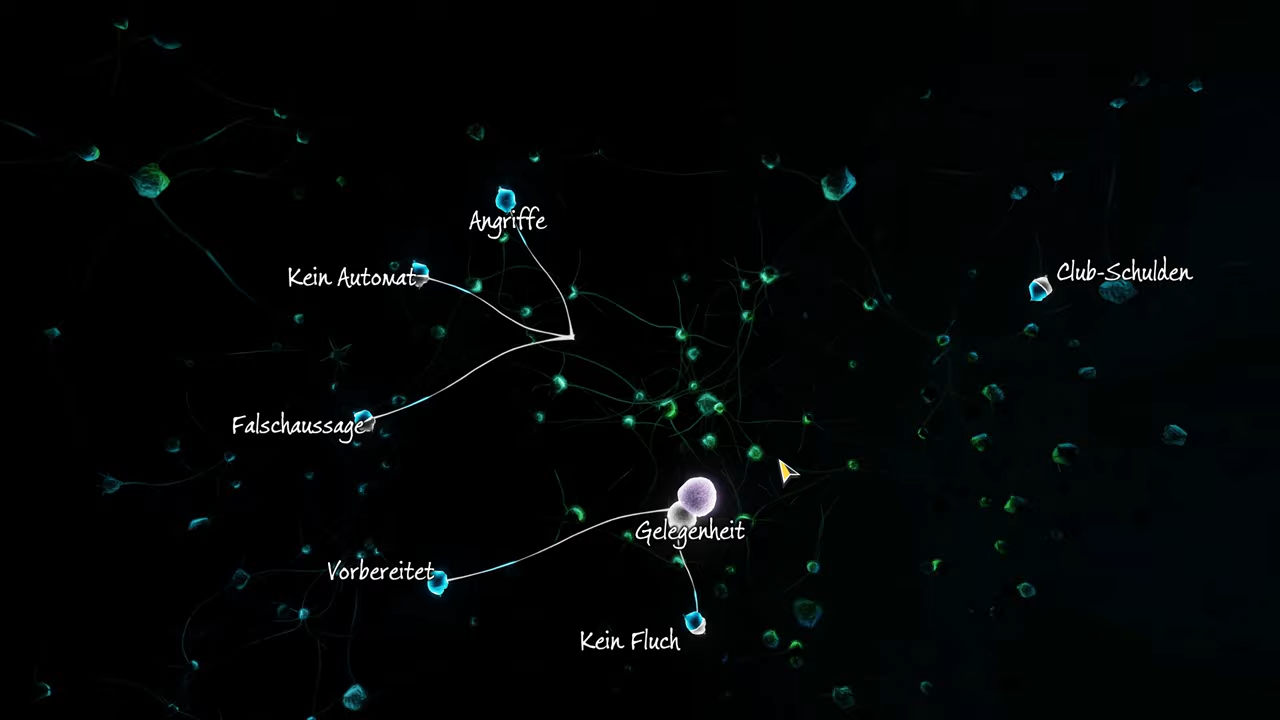 Angriffe
Kein Automat
Club-Schulden
Falschaussage
Gelegenheit
Vorbereitet
Kein Fluch